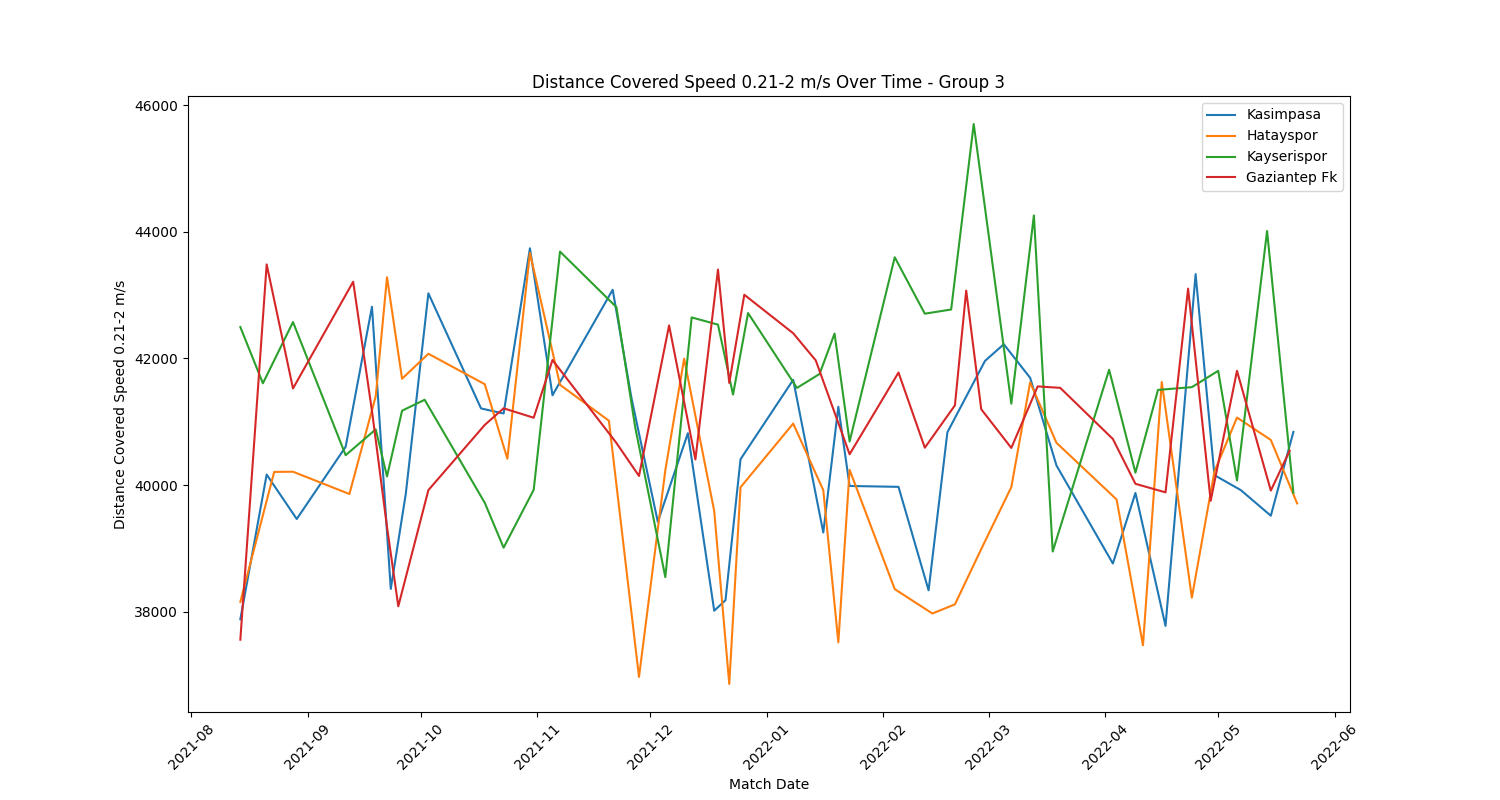 Distance Covered Speed 0.21-2 m/s Over Time - Group 3
Kasimpasa
Hatayspor
Kayserispor
Gaziantep Fk
Distance Covered Speed 0.21-2 m/s
46000
44000
42000
40000
38000
2021-08
2021-09
2021-10
2021-11
2021-12
2022-01
2022-02
2022-03
2022-04
2022-05
2022-06
Match Date